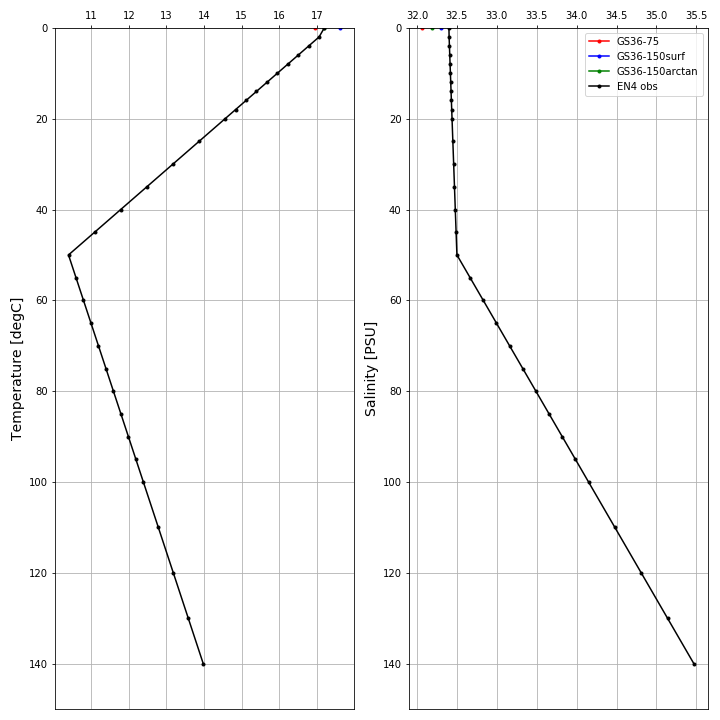 11 12 13 14 15 16 17
0
20
40
60
80
100
120
140
Temperature [degC]
32.0 32.5 33.0 33.5 34.0 34.5 35.0 35.5
0
20
40
60
80
100
120
140
Salinity [PSU]
GS36-75
GS36-150surf
GS36-150arctan
EN4 obs